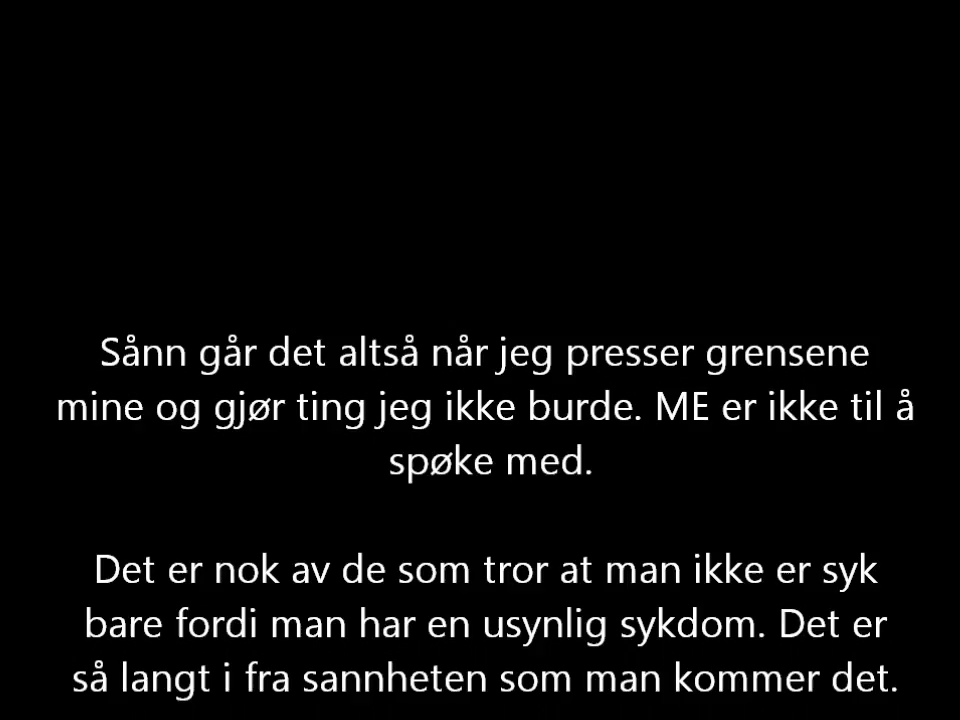 Sånn går det altså når jeg presser grensene
mine og gjør ting jeg ikke burde. ME er ikke til å
spøke med.
Det er nok av de som tror at man ikke er syk
bare fordi man har en usynlig sykdom. Det er
så langt i fra sannheten som man kommer det.